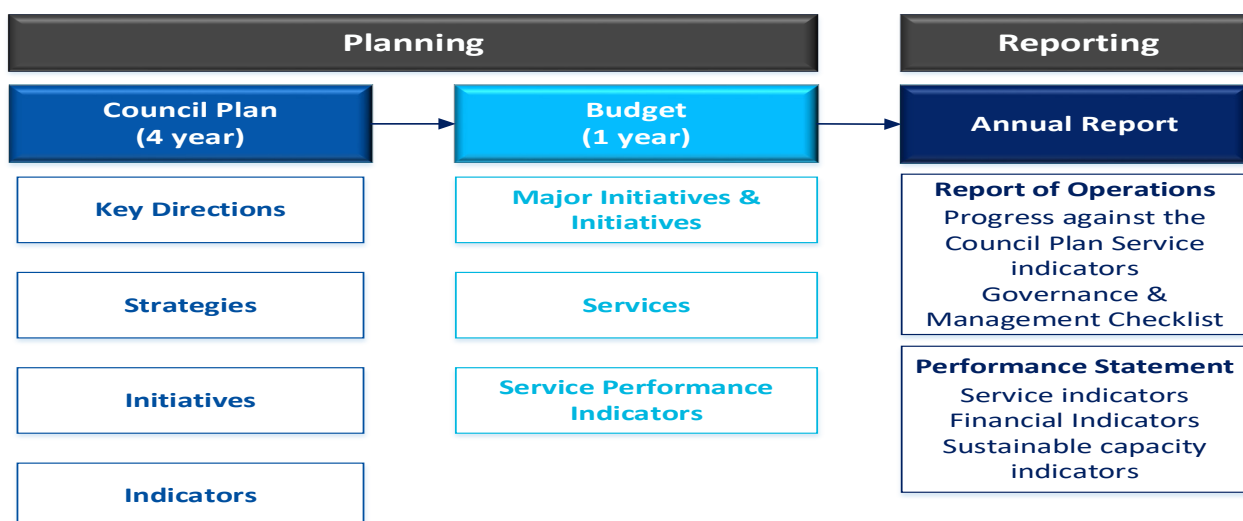 Planning
Reporting
Council Plan
(4 year)
Budget
(1 year)
Annual Report
Key Directions
Strategies
Initiatives
Indicators
Major Initiatives &
Initiatives
Services
Service Performance
Indicators
Report of Operations
Progress against the
Council Plan Service
indicators
Governance &
Management Checklist
Performance Statement
Service indicators
Financial Indicators
Sustainable capacity
indicators